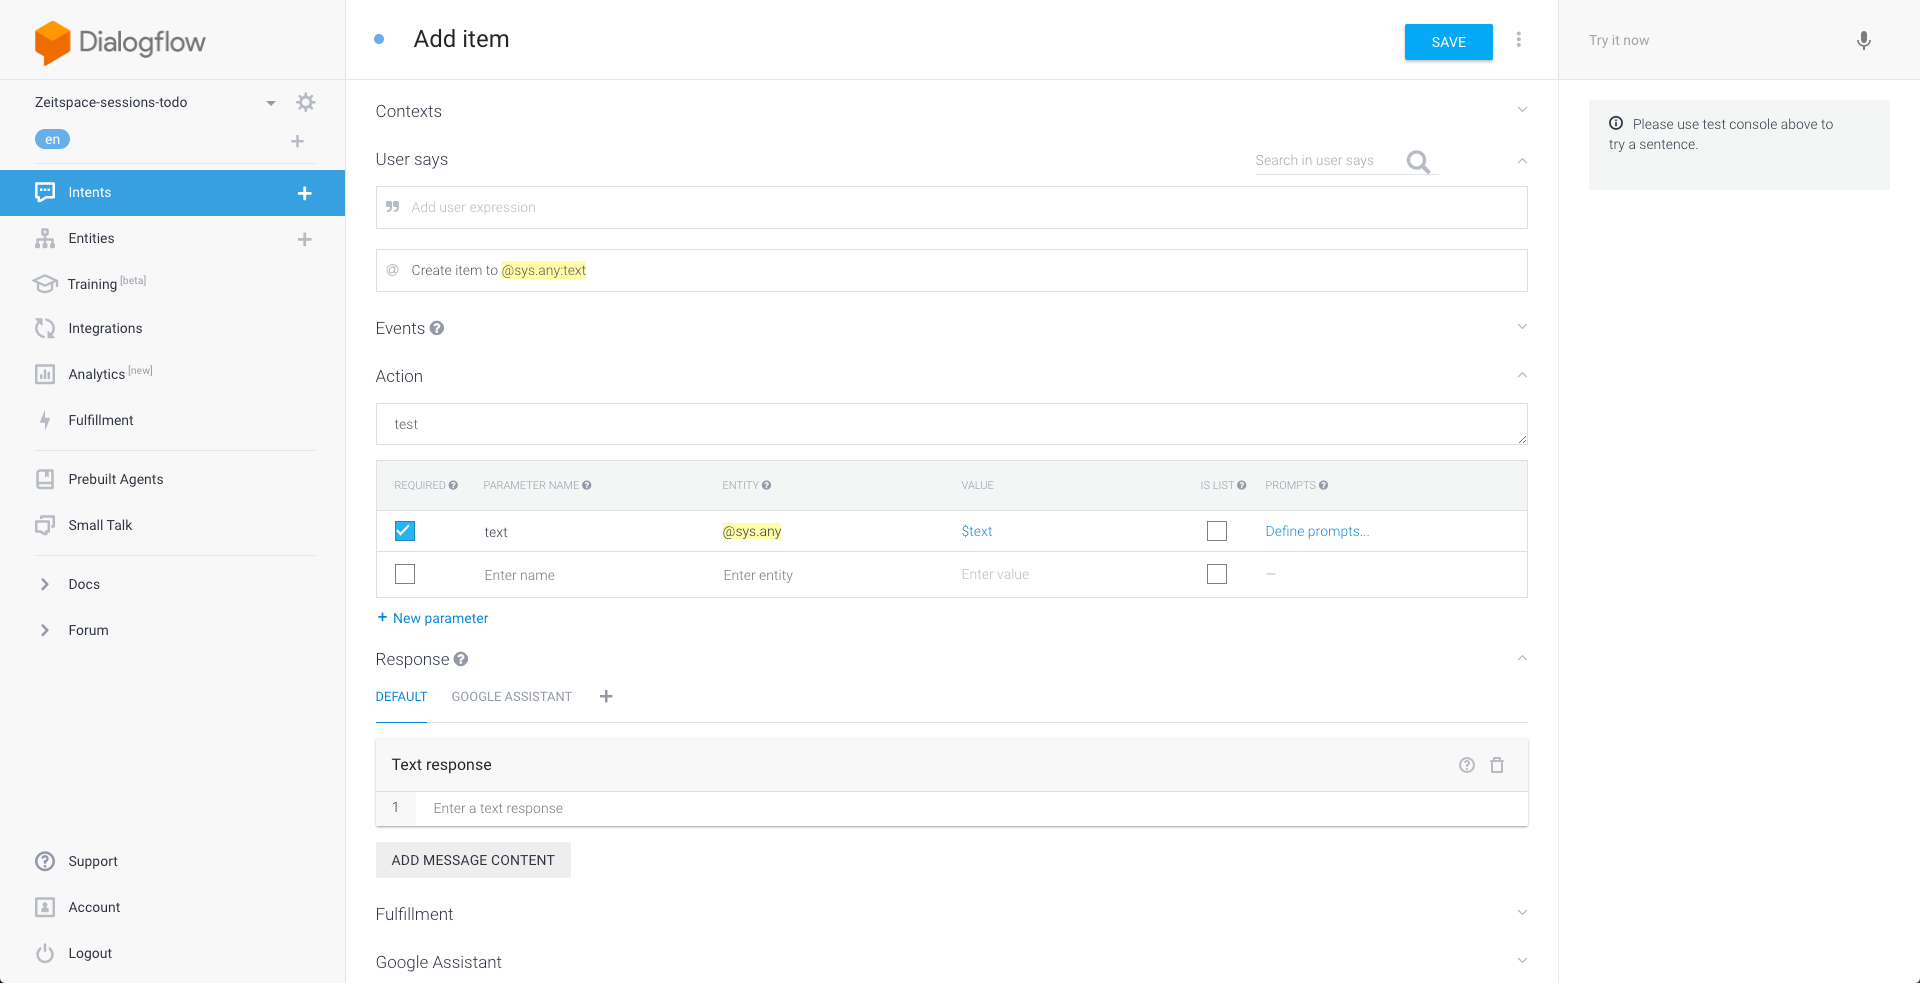 Dialogflow
Zeitspace-sessions-todo
en
Intents
Entities
Training [beta]
Integrations
Analytics [new]
Fulfillment
Prebuilt Agents
Small Talk
Docs
Forum
Support
Account
Logout
Add item
SAVE
Contexts
User says
Search in user says
Add user expression
@ Create item to @sys.any:text
Events
Action
test
REQUIRED PARAMETER NAME ENTITY VALUE IS LIST PROMPTS
text @sys.any $text Define prompts...
Enter name Enter entity Enter value –
+ New parameter
Response
DEFAULT GOOGLE ASSISTANT +
Text response
1 Enter a text response
ADD MESSAGE CONTENT
Fulfillment
Google Assistant
Try it now
Please use test console above to
try a sentence.